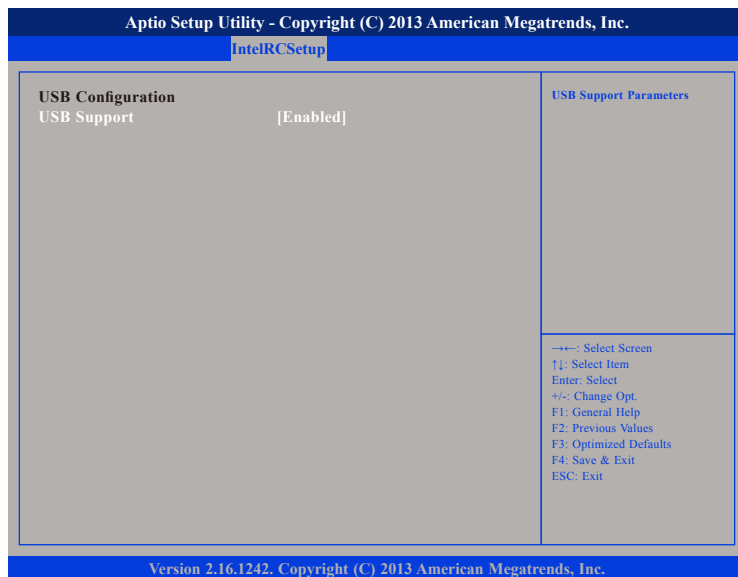 Aptio Setup Utility - Copyright (C) 2013 American Megatrends, Inc.
IntelRCSetup
USB Configuration
USB Support [Enabled]
USB Support Parameters
→←: Select Screen
↑↓: Select Item
Enter: Select
+/-: Change Opt.
F1: General Help
F2: Previous Values
F3: Optimized Defaults
F4: Save & Exit
ESC: Exit
Version 2.16.1242. Copyright (C) 2013 American Megatrends, Inc.